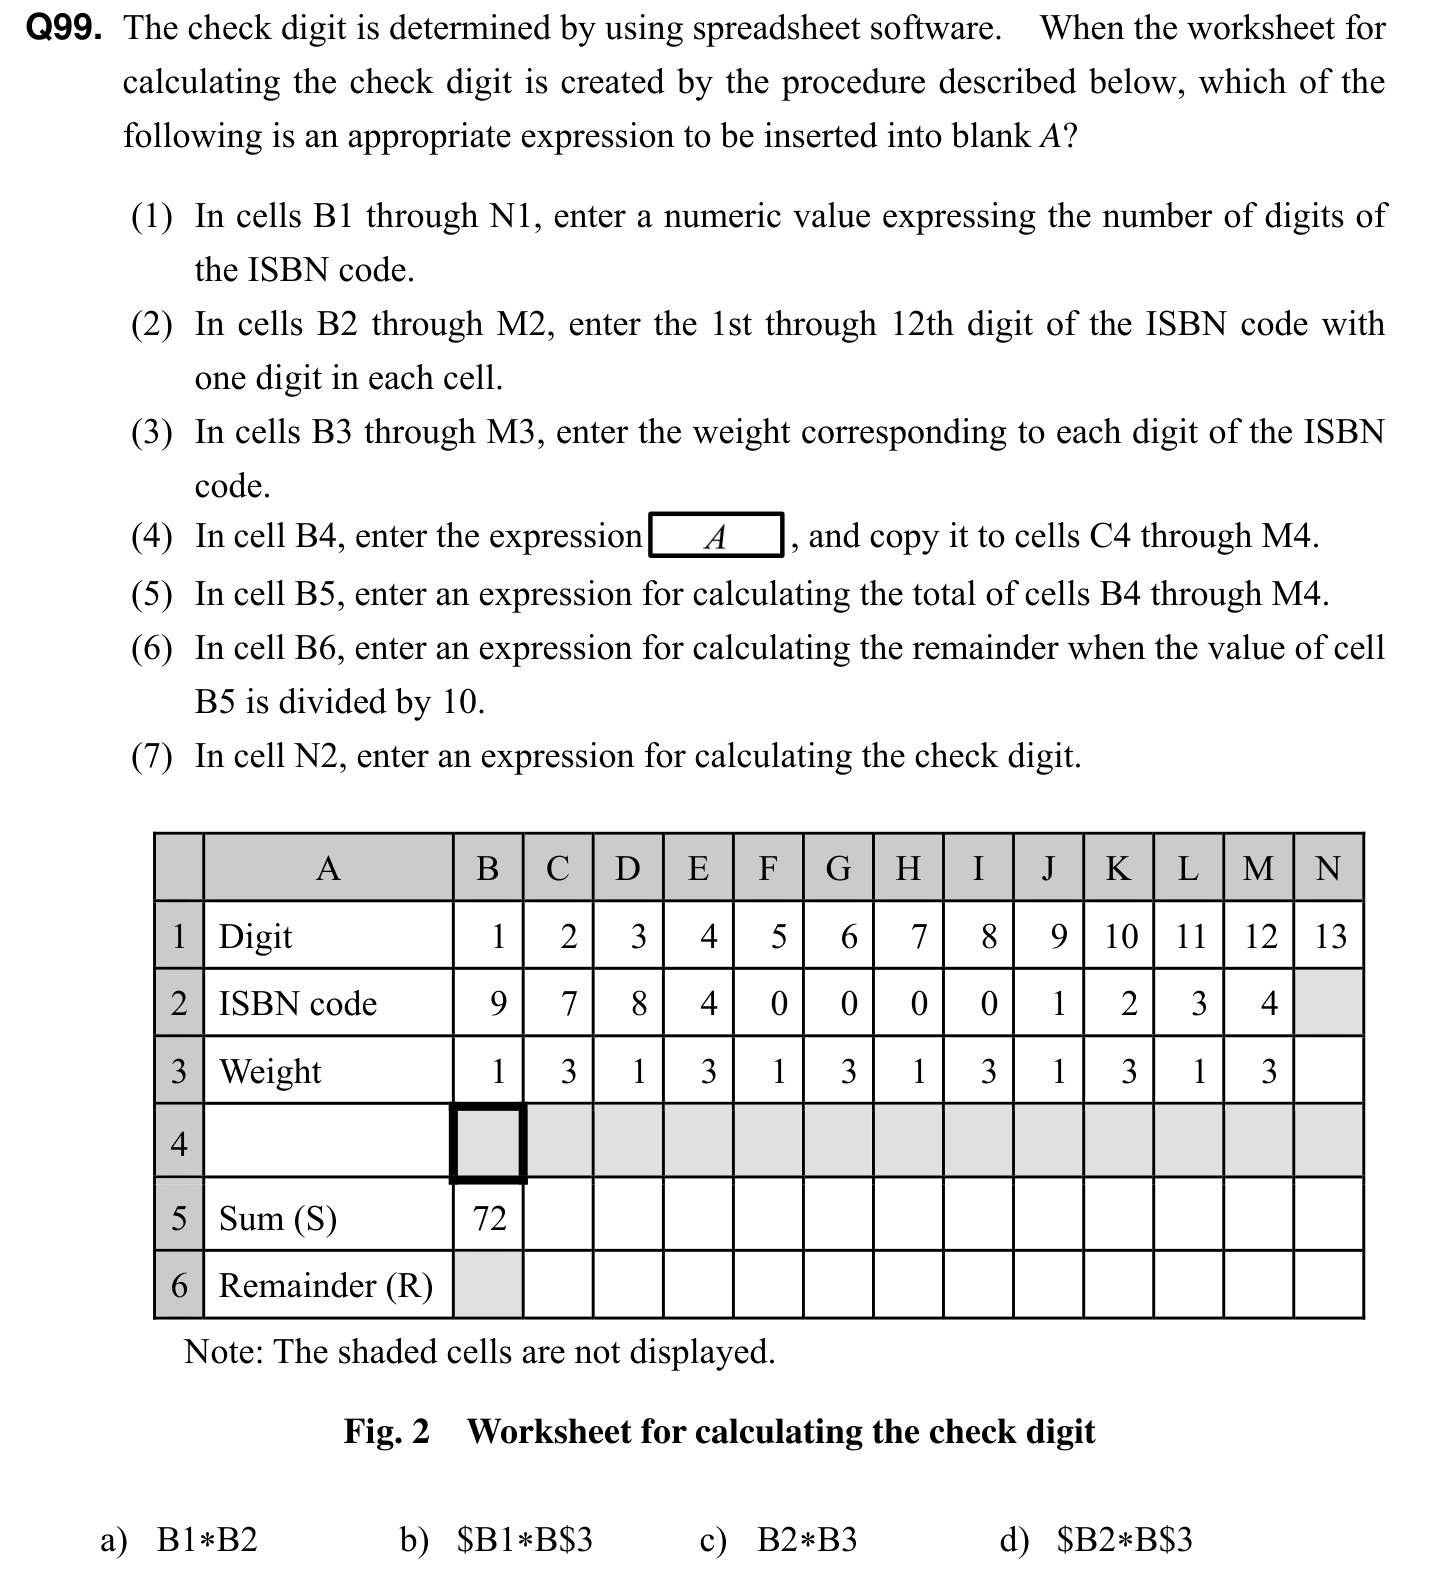 Q99. The check digit is determined by using spreadsheet software. When the worksheet for
calculating the check digit is created by the procedure described below, which of the
following is an appropriate expression to be inserted into blank A?
(1) In cells B1 through N1, enter a numeric value expressing the number of digits of
the ISBN code.
(2) In cells B2 through M2, enter the 1st through 12th digit of the ISBN code with
one digit in each cell.
(3) In cells B3 through M3, enter the weight corresponding to each digit of the ISBN
code.
(4) In cell B4, enter the expression A , and copy it to cells C4 through M4.
(5) In cell B5, enter an expression for calculating the total of cells B4 through M4.
(6) In cell B6, enter an expression for calculating the remainder when the value of cell
B5 is divided by 10.
(7) In cell N2, enter an expression for calculating the check digit.
A B C D E F G H I J K L M N
1 Digit 1 2 3 4 5 6 7 8 9 10 11 12 13
2 ISBN code 9 7 8 4 0 0 0 0 1 2 3 4
3 Weight 1 3 1 3 1 3 1 3 1 3 1 3
4
5 Sum (S) 72
6 Remainder (R)
Note: The shaded cells are not displayed.
Fig. 2 Worksheet for calculating the check digit
a) B1*B2 b) $B1*B$3 c) B2*B3 d) $B2*B$3